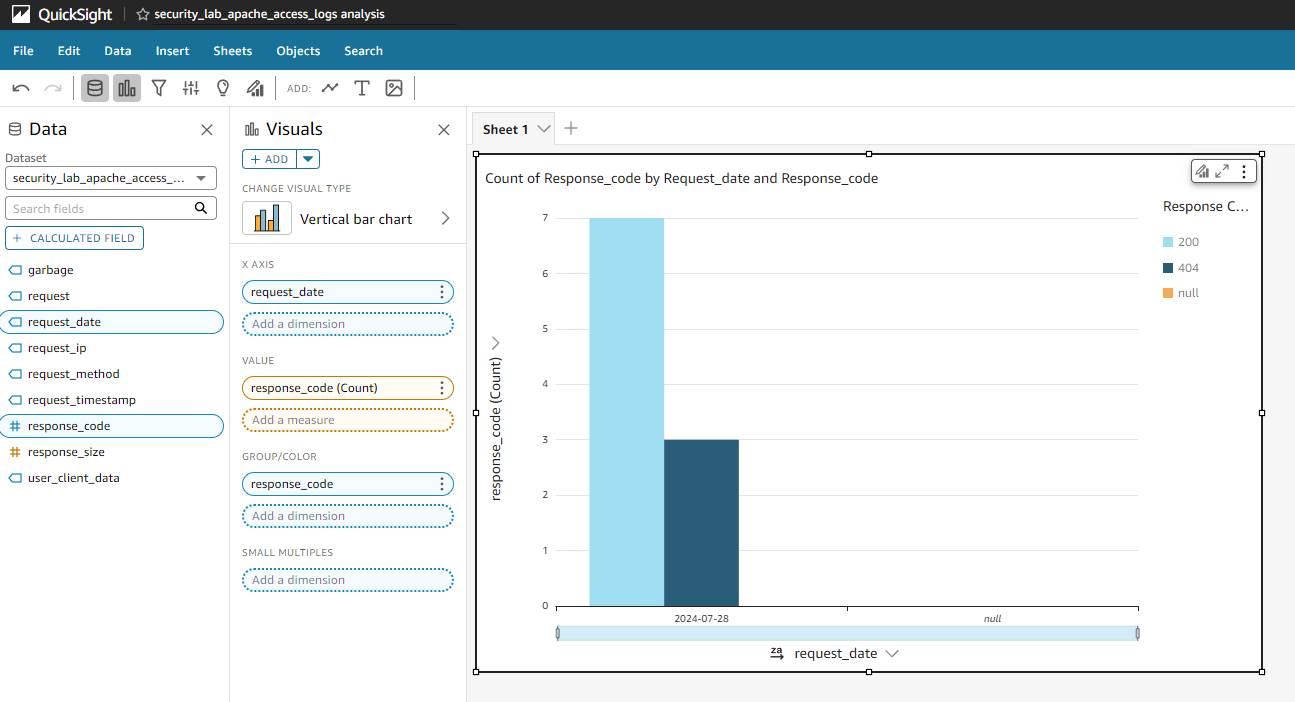 QuickSight
security_lab_apache_access_logs analysis
File Edit Data Insert Sheets Objects Search
ADD:
Data
Dataset
security_lab_apache_access_...
Search fields
+ CALCULATED FIELD
garbage
request
request_date
request_ip
request_method
request_timestamp
response_code
response_size
user_client_data
Visuals
+ ADD
CHANGE VISUAL TYPE
Vertical bar chart
X AXIS
request_date
Add a dimension
VALUE
response_code (Count)
Add a measure
GROUP/COLOR
response_code
Add a dimension
SMALL MULTIPLES
Add a dimension
Sheet 1
Count of Response_code by Request_date and Response_code
response_code (Count)
7
6
5
4
3
2
1
0
2024-07-28 null
za request_date
Response C...
200
404
null